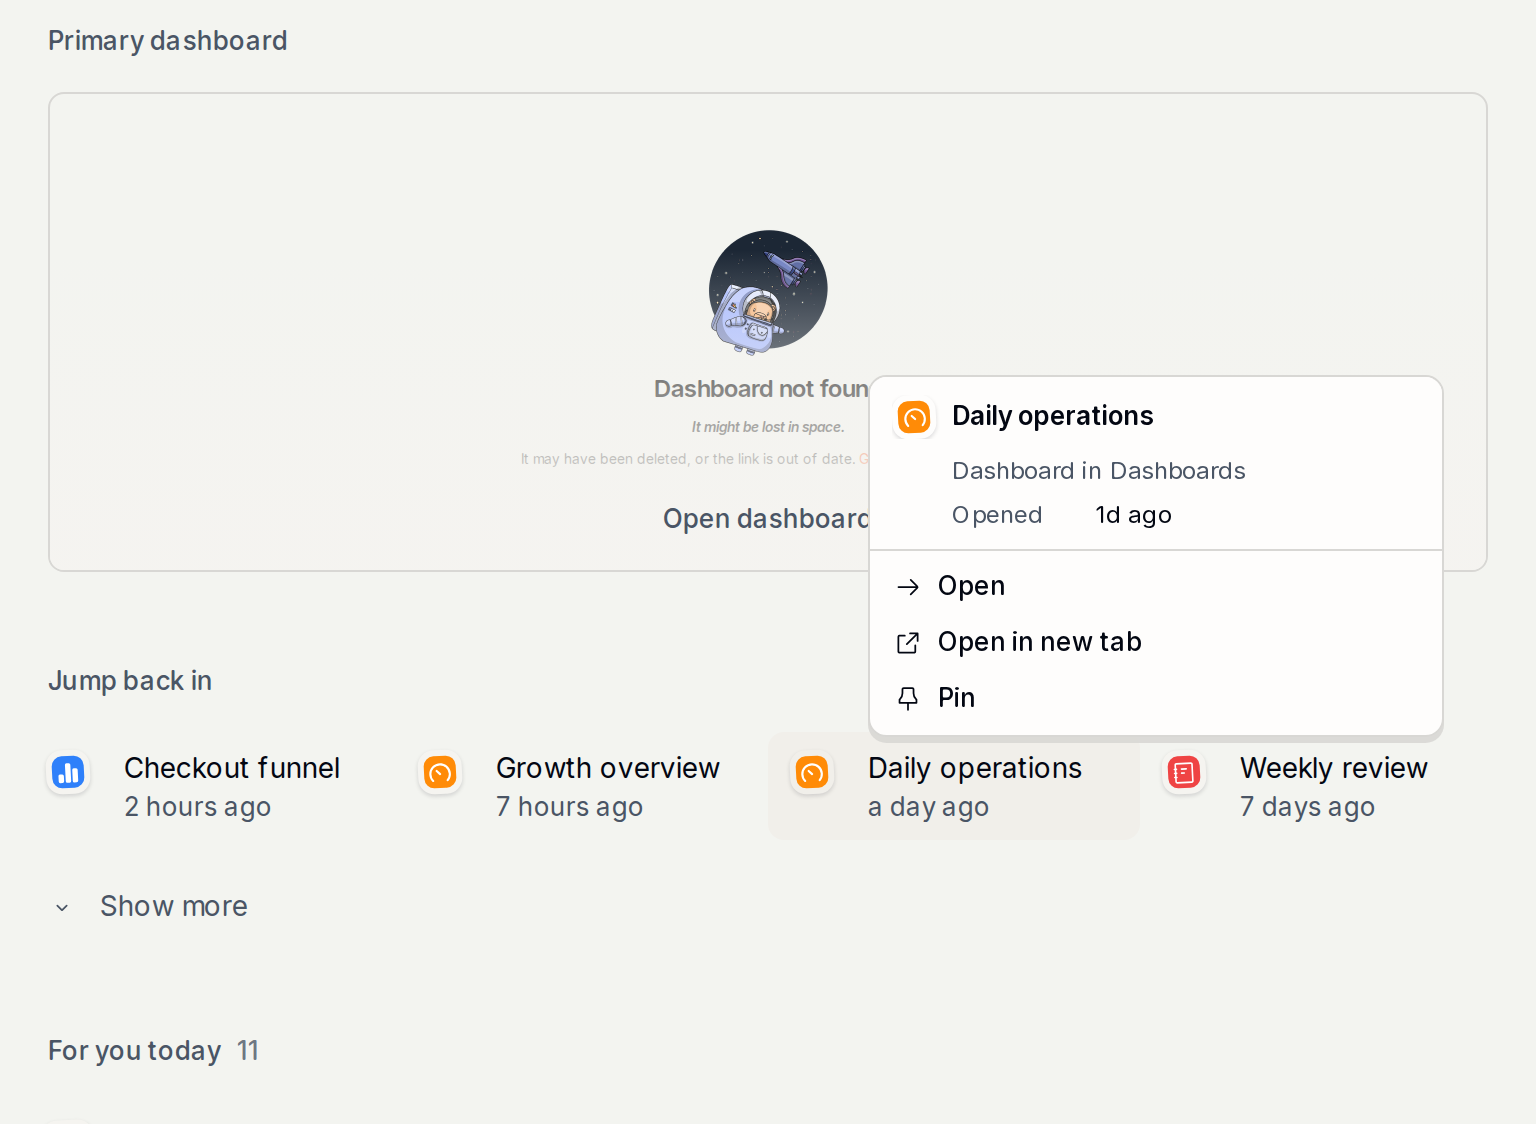 Primary dashboard
Dashboard not foun
It might be lost in space.
It may have been deleted, or the link is out of date. G
Open dashboard
Daily operations
Dashboard in Dashboards
Opened 1d ago
Open
Open in new tab
Pin
Jump back in
Checkout funnel
2 hours ago
Growth overview
7 hours ago
Daily operations
a day ago
Weekly review
7 days ago
Show more
For you today 11